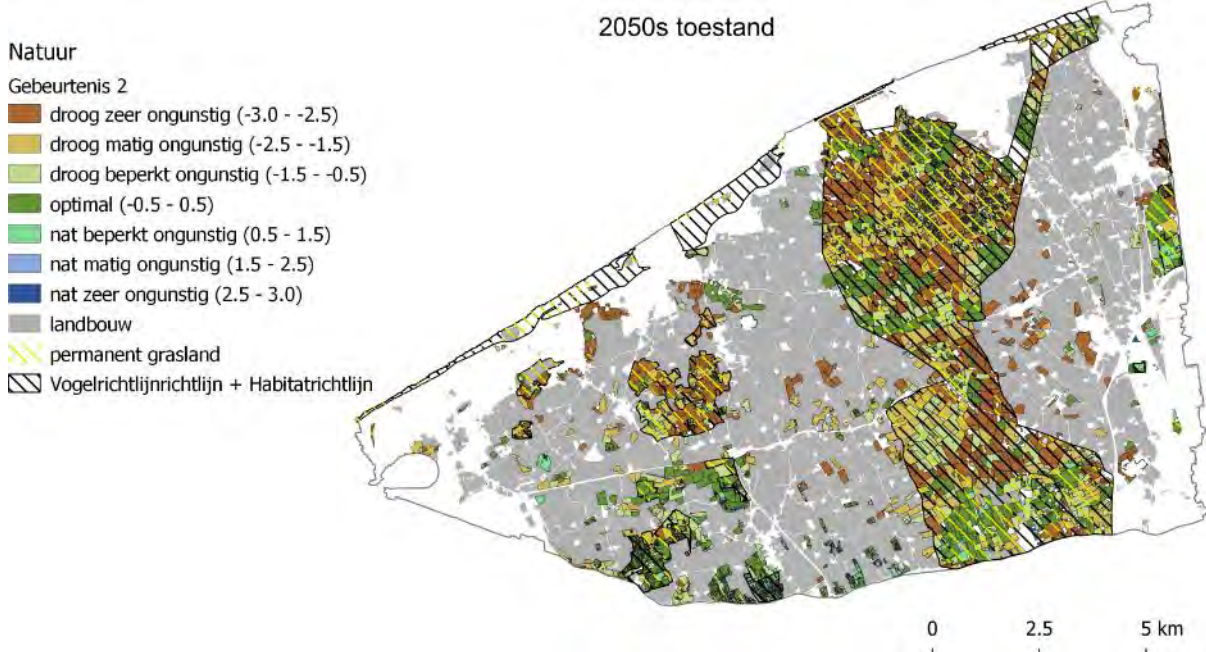 2050s toestand
Natuur
Gebeurtenis 2
droog zeer ongunstig (-3.0 - -2.5)
droog matig ongunstig (-2.5 - -1.5)
droog beperkt ongunstig (-1.5 - -0.5)
optimal (-0.5 - 0.5)
nat beperkt ongunstig (0.5 - 1.5)
nat matig ongunstig (1.5 - 2.5)
nat zeer ongunstig (2.5 - 3.0)
landbouw
permanent grasland
Vogelrichtlijnrichtlijn + Habitatrichtlijn
0 2.5 5 km